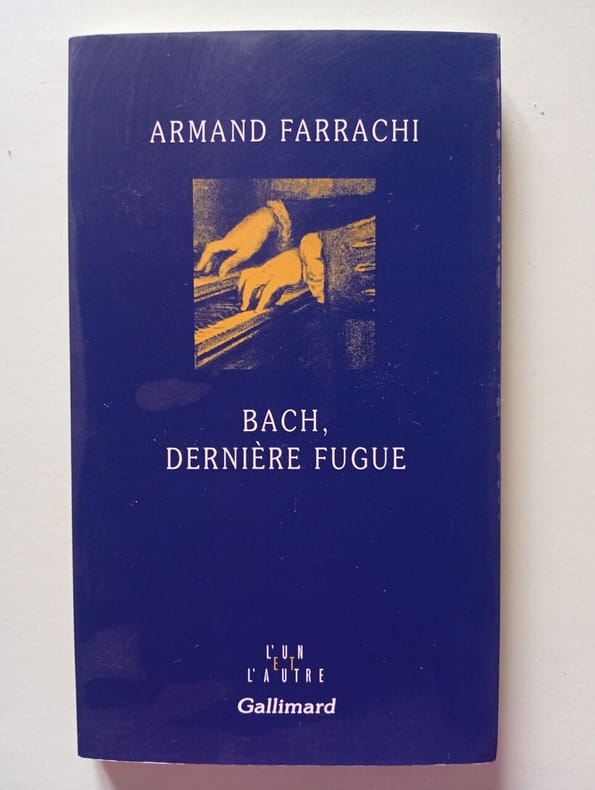 ARMAND FARRACHI
BACH,
DERNIÈRE FUGUE
L'UN
ET
L'AUTRE
Gallimard